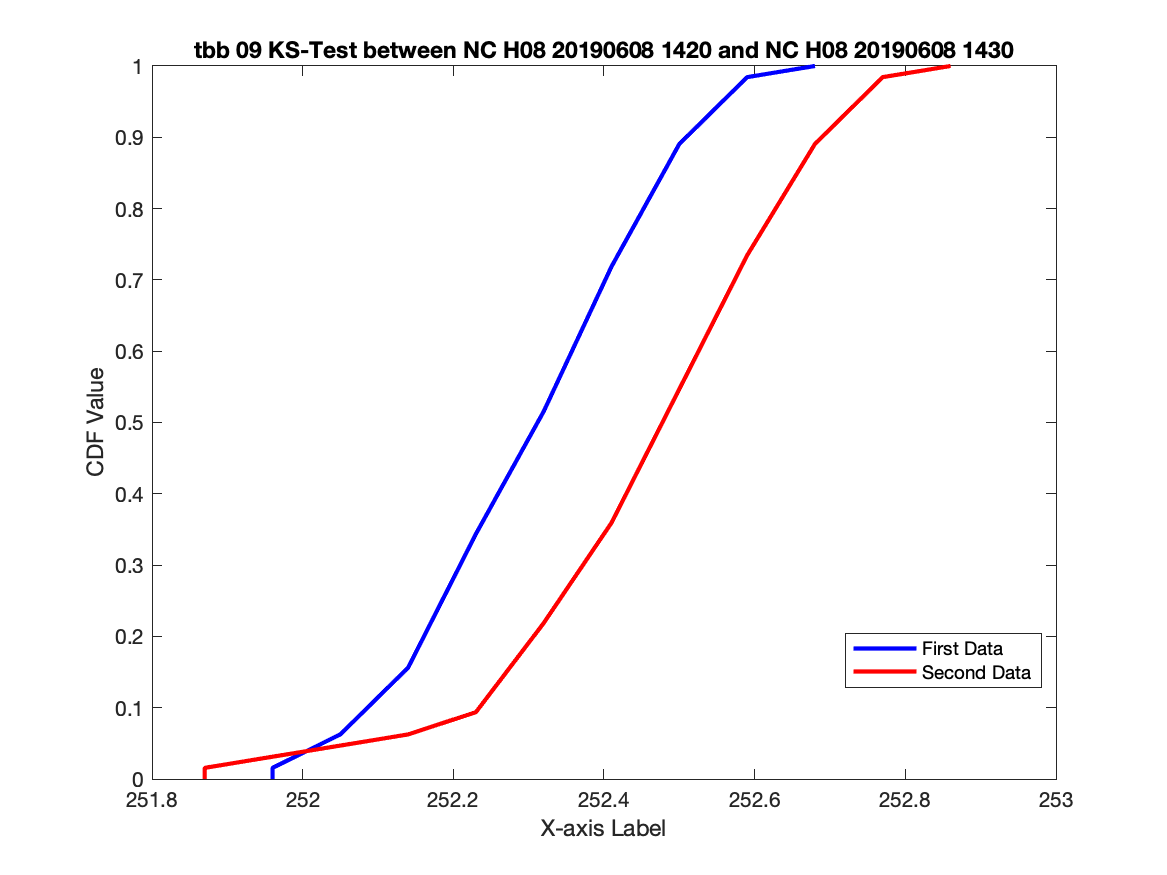 tbb 09 KS-Test between NC H08 20190608 1420 and NC H08 20190608 1430
1
0.9
0.8
0.7
0.6
0.5
0.4
0.3
0.2
0.1
0
CDF Value
First Data
Second Data
251.8 252 252.2 252.4 252.6 252.8 253
X-axis Label